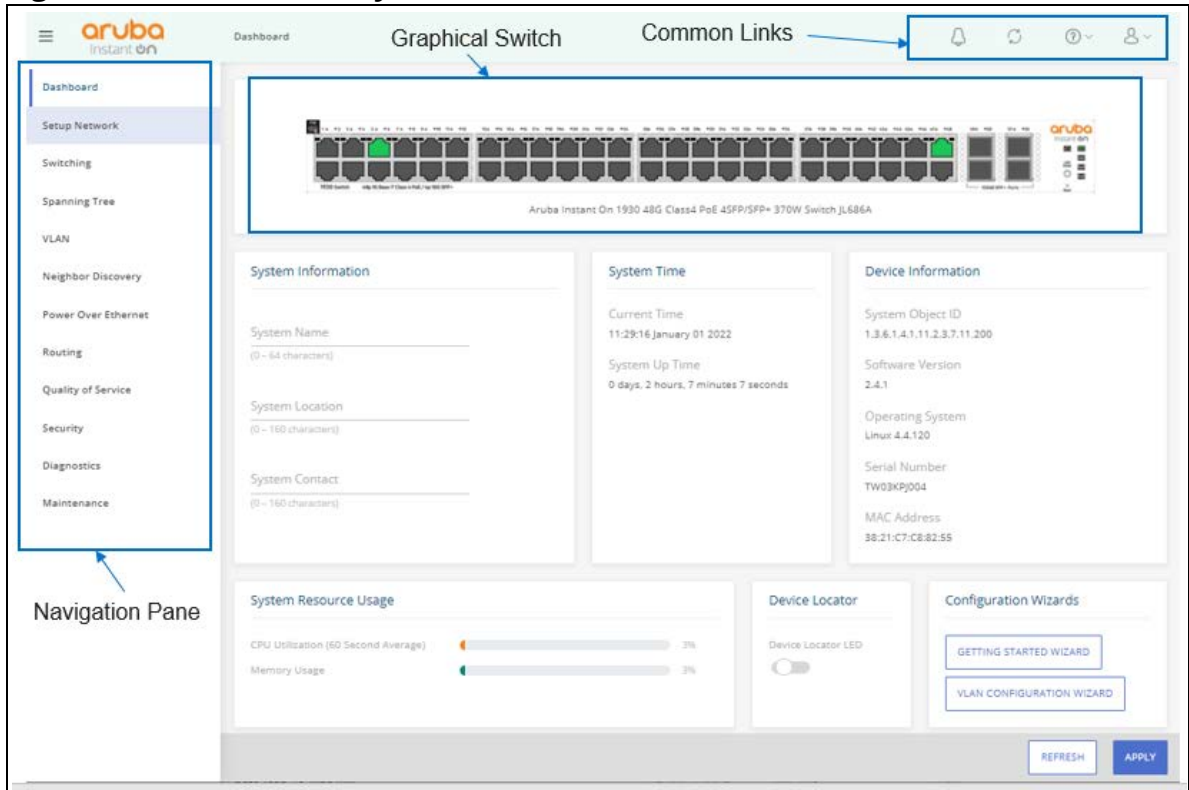 aruba
instant on
Dashboard
Graphical Switch
Common Links
Dashboard
Setup Network
Switching
Spanning Tree
VLAN
Neighbor Discovery
Power Over Ethernet
Routing
Quality of Service
Security
Diagnostics
Maintenance
Navigation Pane
aruba
instant on
Aruba Instant On 1930 48G Class4 PoE 4SFP/SFP+ 370W Switch JL686A
System Information
System Name
(0 – 64 characters)
System Location
(0 – 160 characters)
System Contact
(0 – 160 characters)
System Time
Current Time
11:29:16 January 01 2022
System Up Time
0 days, 2 hours, 7 minutes 7 seconds
Device Information
System Object ID
1.3.6.1.4.1.11.2.3.7.11.200
Software Version
2.4.1
Operating System
Linux 4.4.120
Serial Number
TW03KPJ004
MAC Address
38:21:C7:C8:82:55
System Resource Usage
CPU Utilization (60 Second Average) 3%
Memory Usage 3%
Device Locator
Device Locator LED
Configuration Wizards
GETTING STARTED WIZARD
VLAN CONFIGURATION WIZARD
REFRESH APPLY